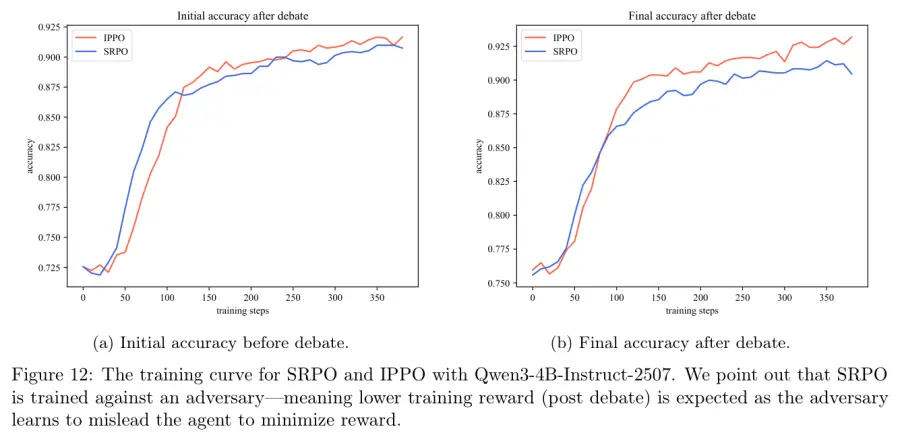 Initial accuracy after debate
IPPO
SRPO
0.925
0.900
0.875
0.850
0.825
0.800
0.775
0.750
0.725
accuracy
0 50 100 150 200 250 300 350
training steps
(a) Initial accuracy before debate.
Final accuracy after debate
IPPO
SRPO
0.925
0.900
0.875
0.850
0.825
0.800
0.775
0.750
accuracy
0 50 100 150 200 250 300 350
training steps
(b) Final accuracy after debate.
Figure 12: The training curve for SRPO and IPPO with Qwen3-4B-Instruct-2507. We point out that SRPO
is trained against an adversary—meaning lower training reward (post debate) is expected as the adversary
learns to mislead the agent to minimize reward.